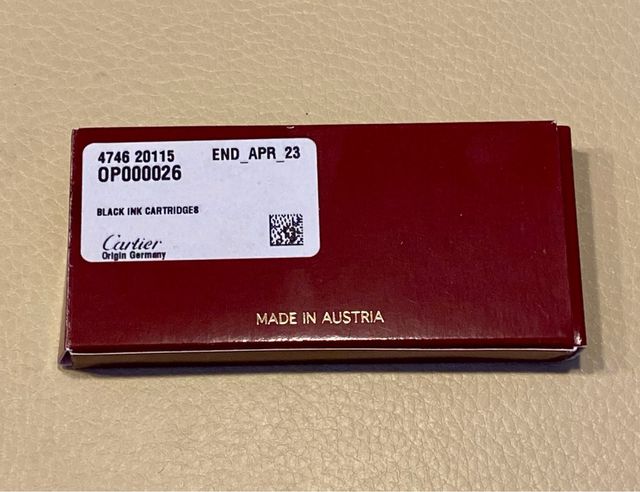 4746 20115 END_APR_23
OP000026
BLACK INK CARTRIDGES
Cartier
Origin Germany
MADE IN AUSTRIA